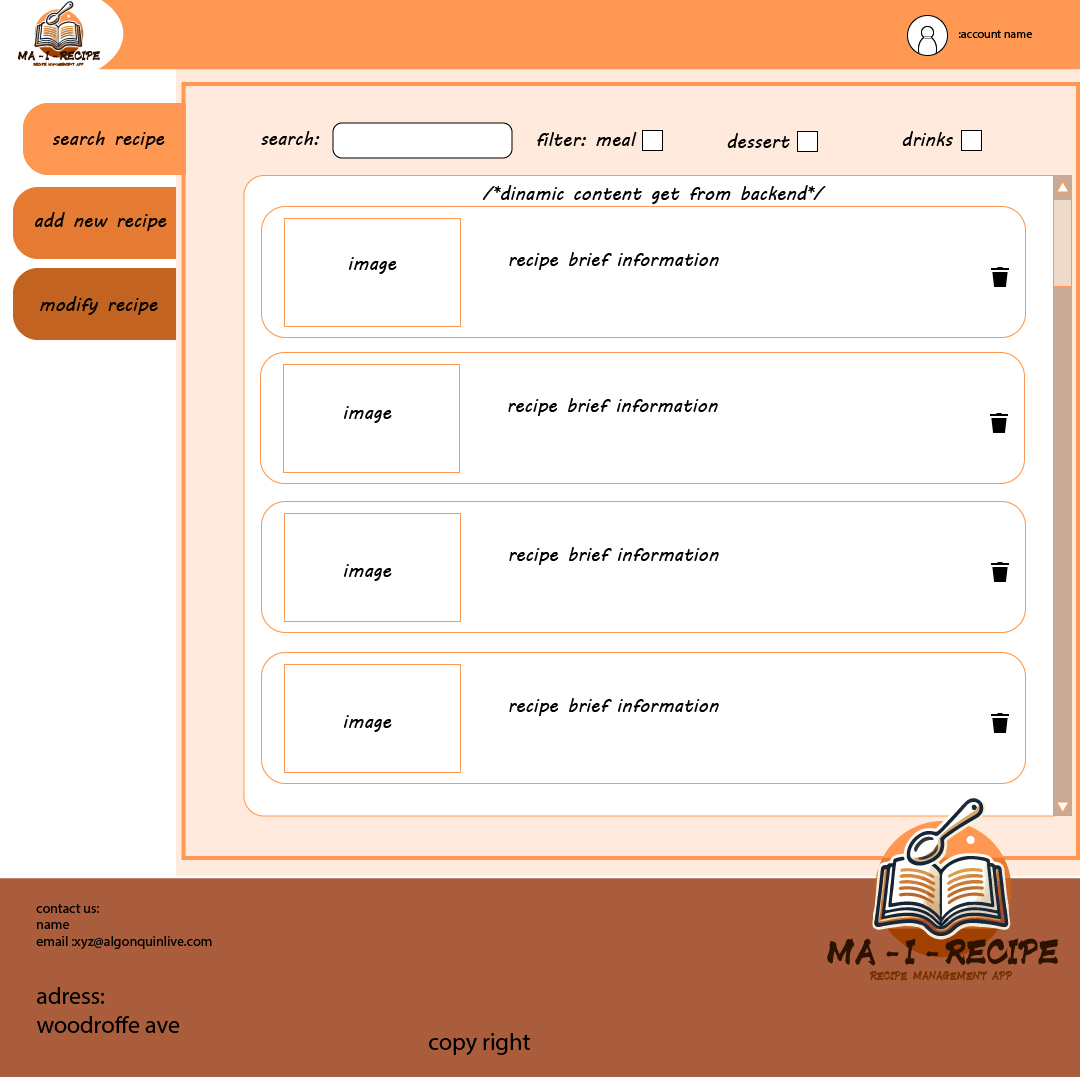 MA - I - RECIPE
RECIPE MANAGEMENT APP
:account name
search recipe
add new recipe
modify recipe
search:
filter: meal
dessert
drinks
/*dinamic content get from backend*/
image
recipe brief information
image
recipe brief information
image
recipe brief information
image
recipe brief information
contact us:
name
email :xyz@algonquinlive.com
adress:
woodroffe ave
copy right
MA - I - RECIPE
RECIPE MANAGEMENT APP